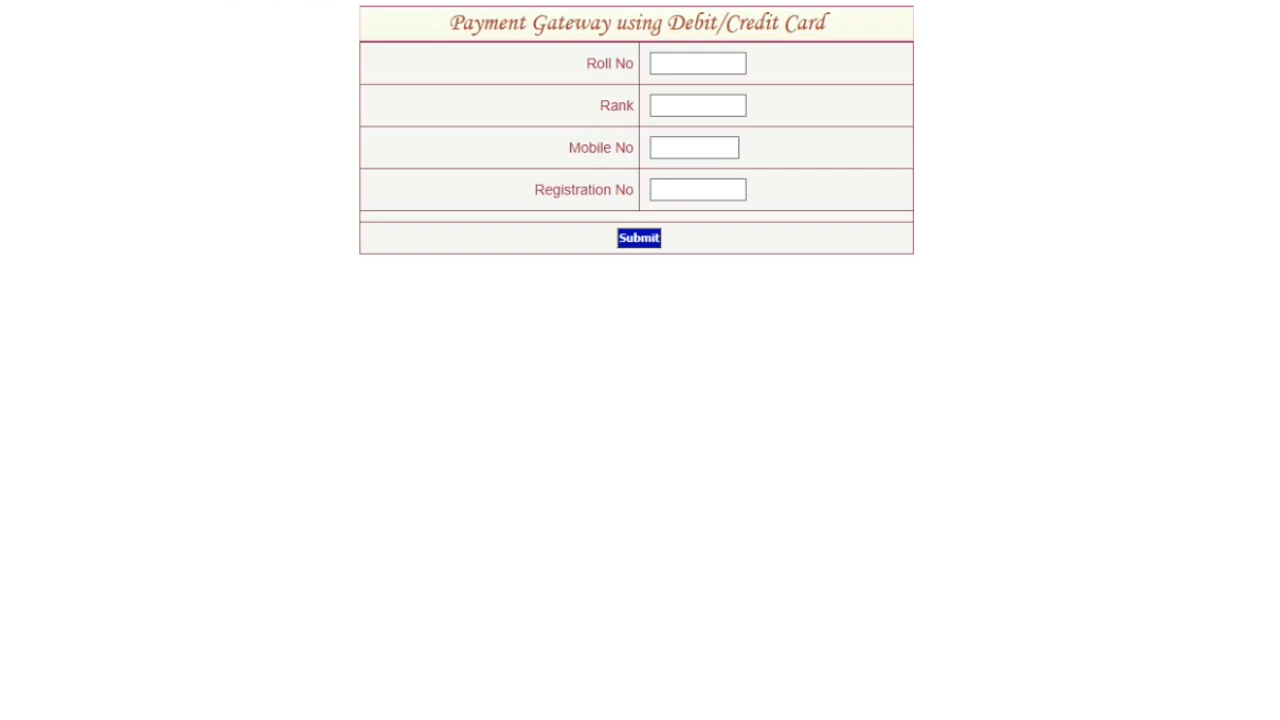 Payment Gateway using Debit/Credit Card
Roll No
Rank
Mobile No
Registration No
Submit